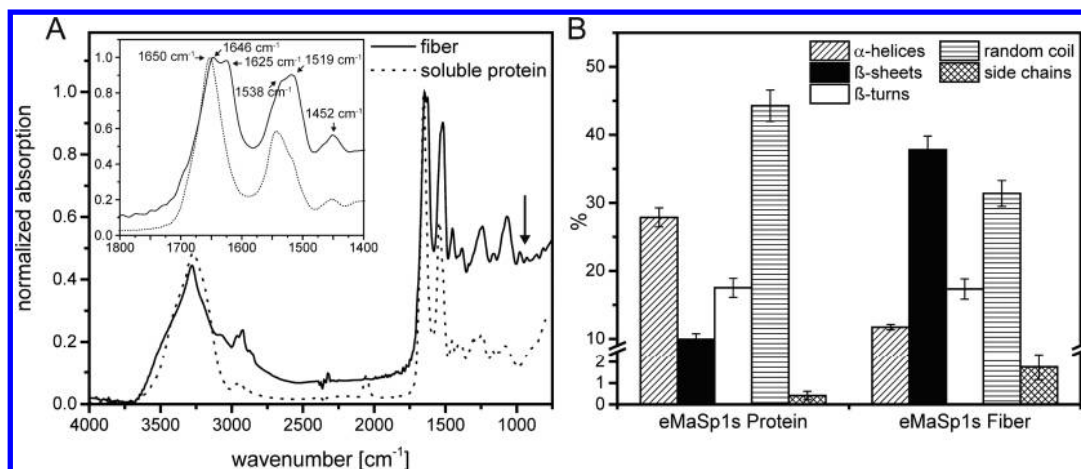 A
B
1650 cm⁻¹
1646 cm⁻¹
1625 cm⁻¹
1519 cm⁻¹
1538 cm⁻¹
1452 cm⁻¹
1.0
0.8
0.6
0.4
0.2
0.0
1800 1700 1600 1500 1400
fiber
soluble protein
normalized absorption
1.0
0.8
0.6
0.4
0.2
0.0
4000 3500 3000 2500 2000 1500 1000
wavenumber [cm⁻¹]
α-helices
ß-sheets
ß-turns
random coil
side chains
%
50
40
30
20
10
2
1
0
eMaSp1s Protein eMaSp1s Fiber